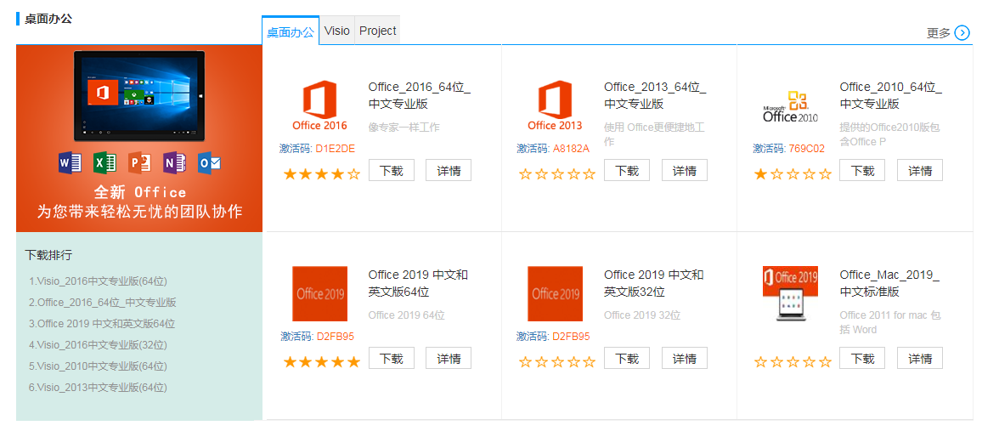 桌面办公
桌面办公 Visio Project
更多
全新 Office
为您带来轻松无忧的团队协作
下载排行
1.Visio_2016中文专业版(64位)
2.Office_2016_64位_中文专业版
3.Office 2019 中文和英文版64位
4.Visio_2016中文专业版(32位)
5.Visio_2010中文专业版(64位)
6.Visio_2013中文专业版(64位)
Office 2016
激活码: D1E2DE
Office_2016_64位_
中文专业版
像专家一样工作
下载 详情
Office 2013
激活码: A8182A
Office_2013_64位_
中文专业版
使用 Office更便捷地工
作
下载 详情
Microsoft
Office 2010
激活码: 769C02
Office_2010_64位_
中文专业版
提供的Office2010版包
含Office P
下载 详情
Office 2019
激活码: D2FB95
Office 2019 中文和
英文版64位
Office 2019 64位
下载 详情
Office 2019
激活码: D2FB95
Office 2019 中文和
英文版32位
Office 2019 32位
下载 详情
Office 2019
Office_Mac_2019_
中文标准版
Office 2011 for mac 包
括 Word
下载 详情